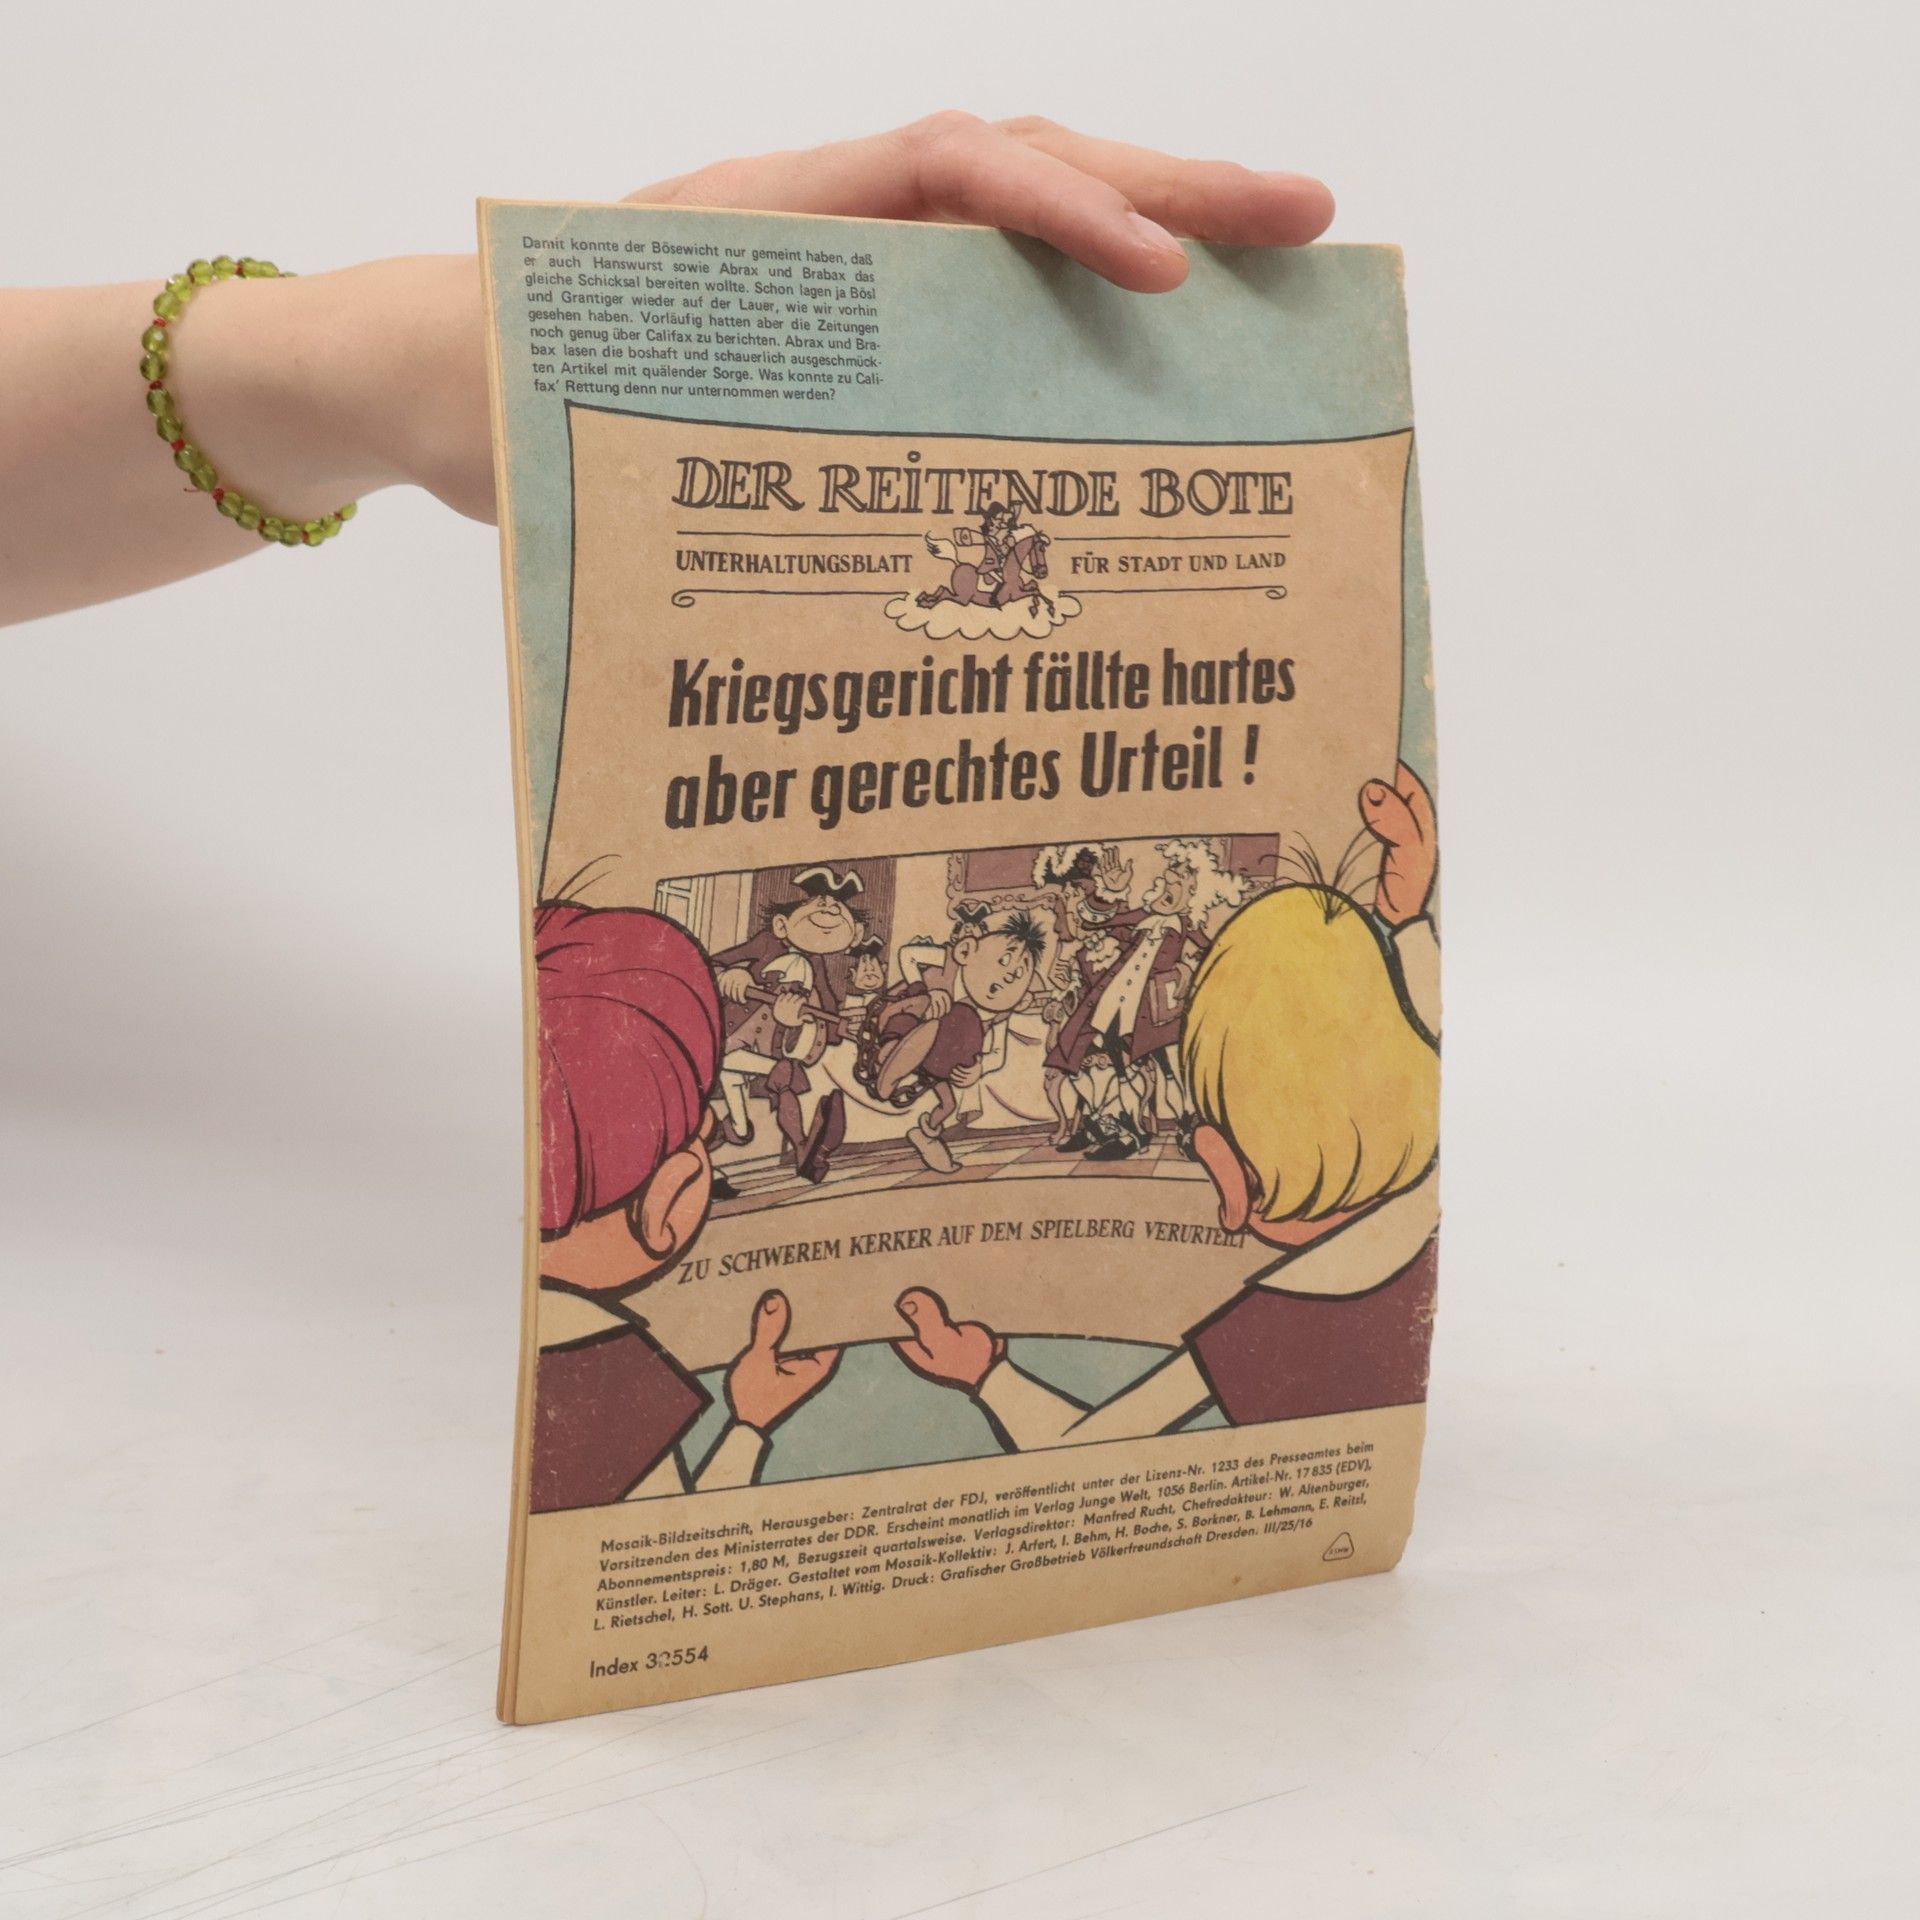 Damit konnte der Bösewicht nur gemeint haben, daß
er auch Hanswurst sowie Abrax und Brabax das
gleiche Schicksal bereiten wollte. Schon lagen ja Bösl
und Grantiger wieder auf der Lauer, wie wir vorhin
gesehen haben. Vorläufig hatten aber die Zeitungen
noch genug über Califax zu berichten. Abrax und Bra-
bax lasen die boshaft und schauerlich ausgeschmück-
ten Artikel mit quälender Sorge. Was konnte zu Cali-
fax' Rettung denn nur unternommen werden?
DER REITENDE BOTE
UNTERHALTUNGSBLATT FÜR STADT UND LAND
Kriegsgericht fällte hartes
aber gerechtes Urteil !
ZU SCHWEREM KERKER AUF DEM SPIELBERG VERURTEILT
Mosaik-Bildzeitschrift, Herausgeber: Zentralrat der FDJ, veröffentlicht unter der Lizenz-Nr. 1233 des Presseamtes beim
Vorsitzenden des Ministerrates der DDR. Erscheint monatlich im Verlag Junge Welt, 1056 Berlin. Artikel-Nr. 17 835 (EDV),
Abonnementspreis: 1,80 M, Bezugszeit quartalsweise. Verlagsdirektor: Manfred Rucht, Chefredakteur: W. Altenburger,
Künstler. Leiter: L. Dräger. Gestaltet vom Mosaik-Kollektiv: J. Arfert, I. Behm, H. Boche, S. Borkner, B. Lehmann, E. Reitzl,
L. Rietschel, H. Sott. U. Stephans, I. Wittig. Druck: Grafischer Großbetrieb Völkerfreundschaft Dresden. III/25/16
Index 32554